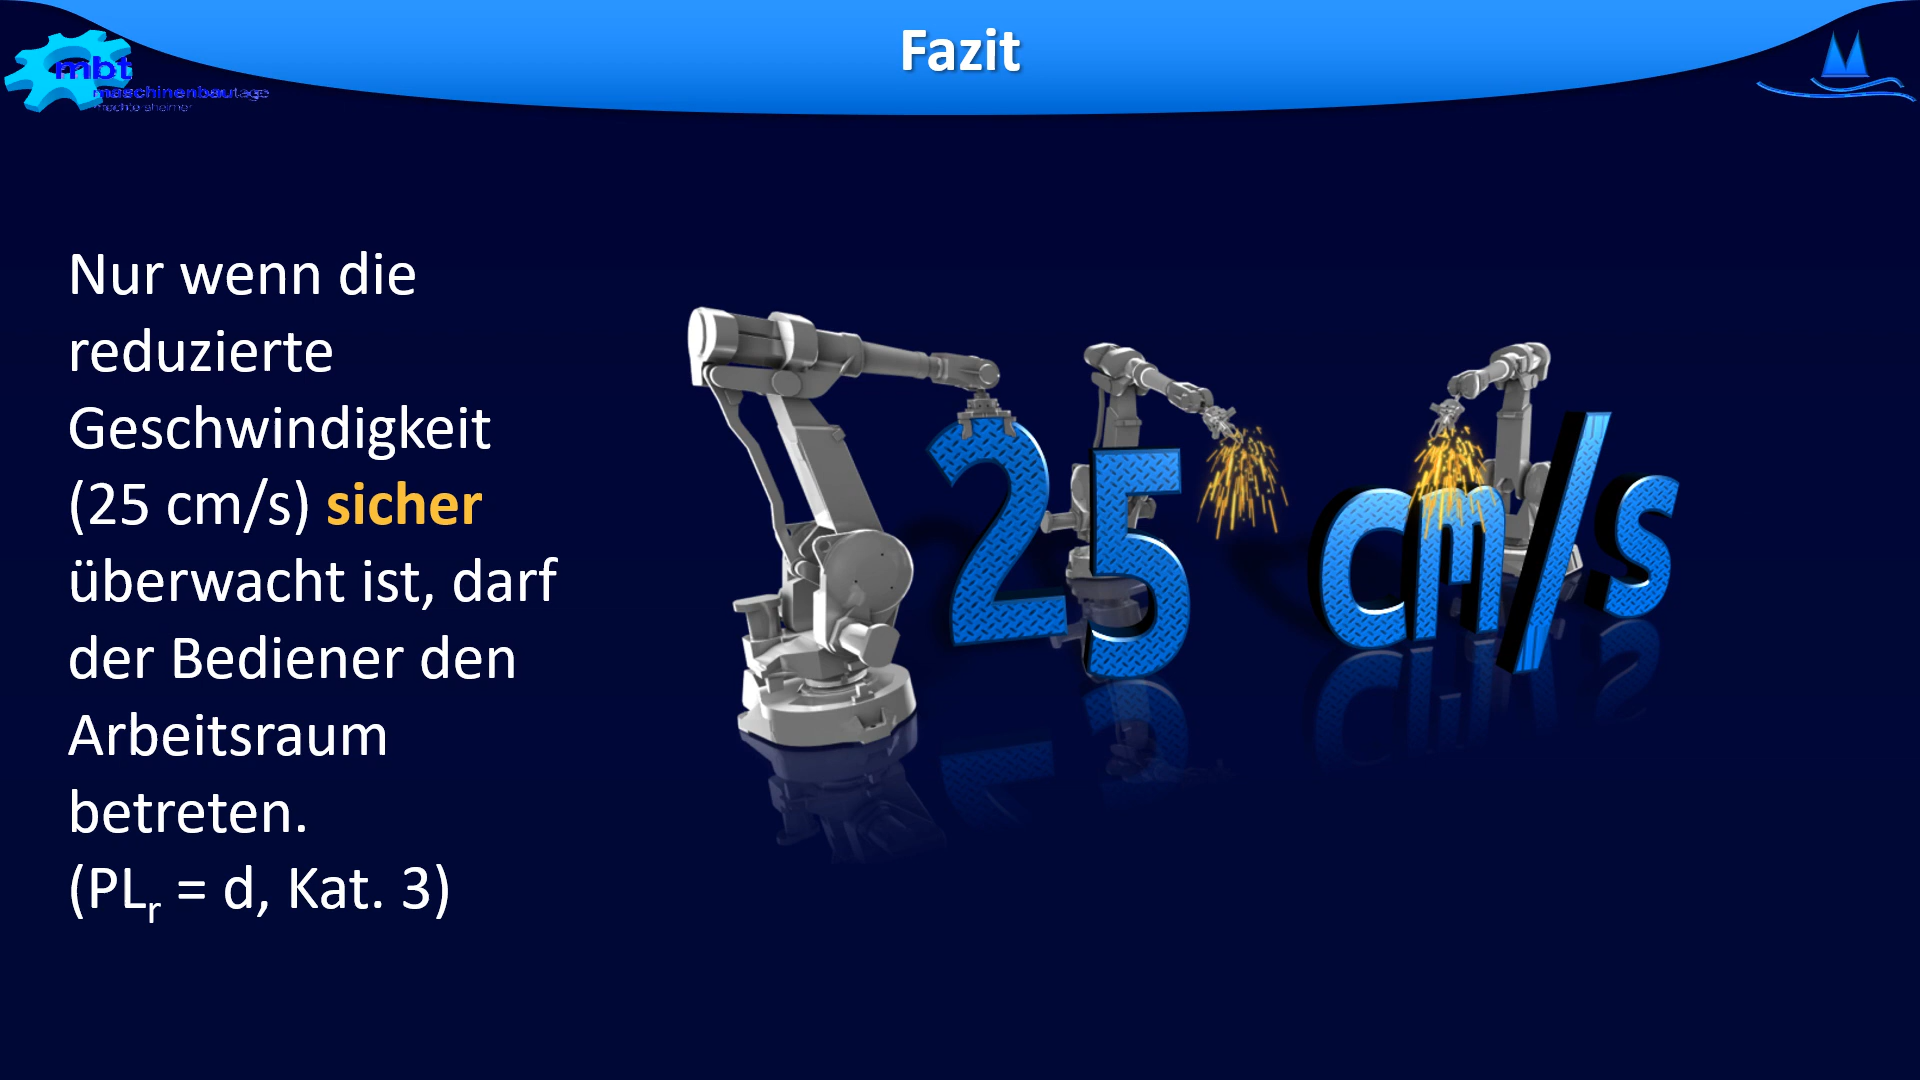 Fazit
mbt
maschinenbautage
mechtersheimer
Nur wenn die
reduzierte
Geschwindigkeit
(25 cm/s) sicher
überwacht ist, darf
der Bediener den
Arbeitsraum
betreten.
(PLr = d, Kat. 3)
25 cm/s